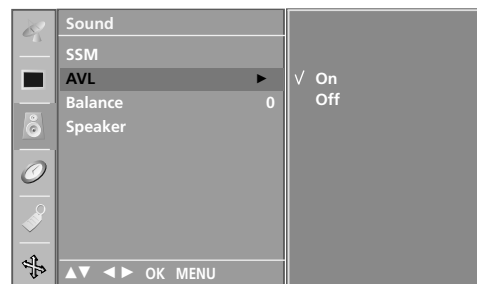 Sound
SSM
AVL ► √ On
Balance 0 Off
Speaker
▲▼ ◄► OK MENU